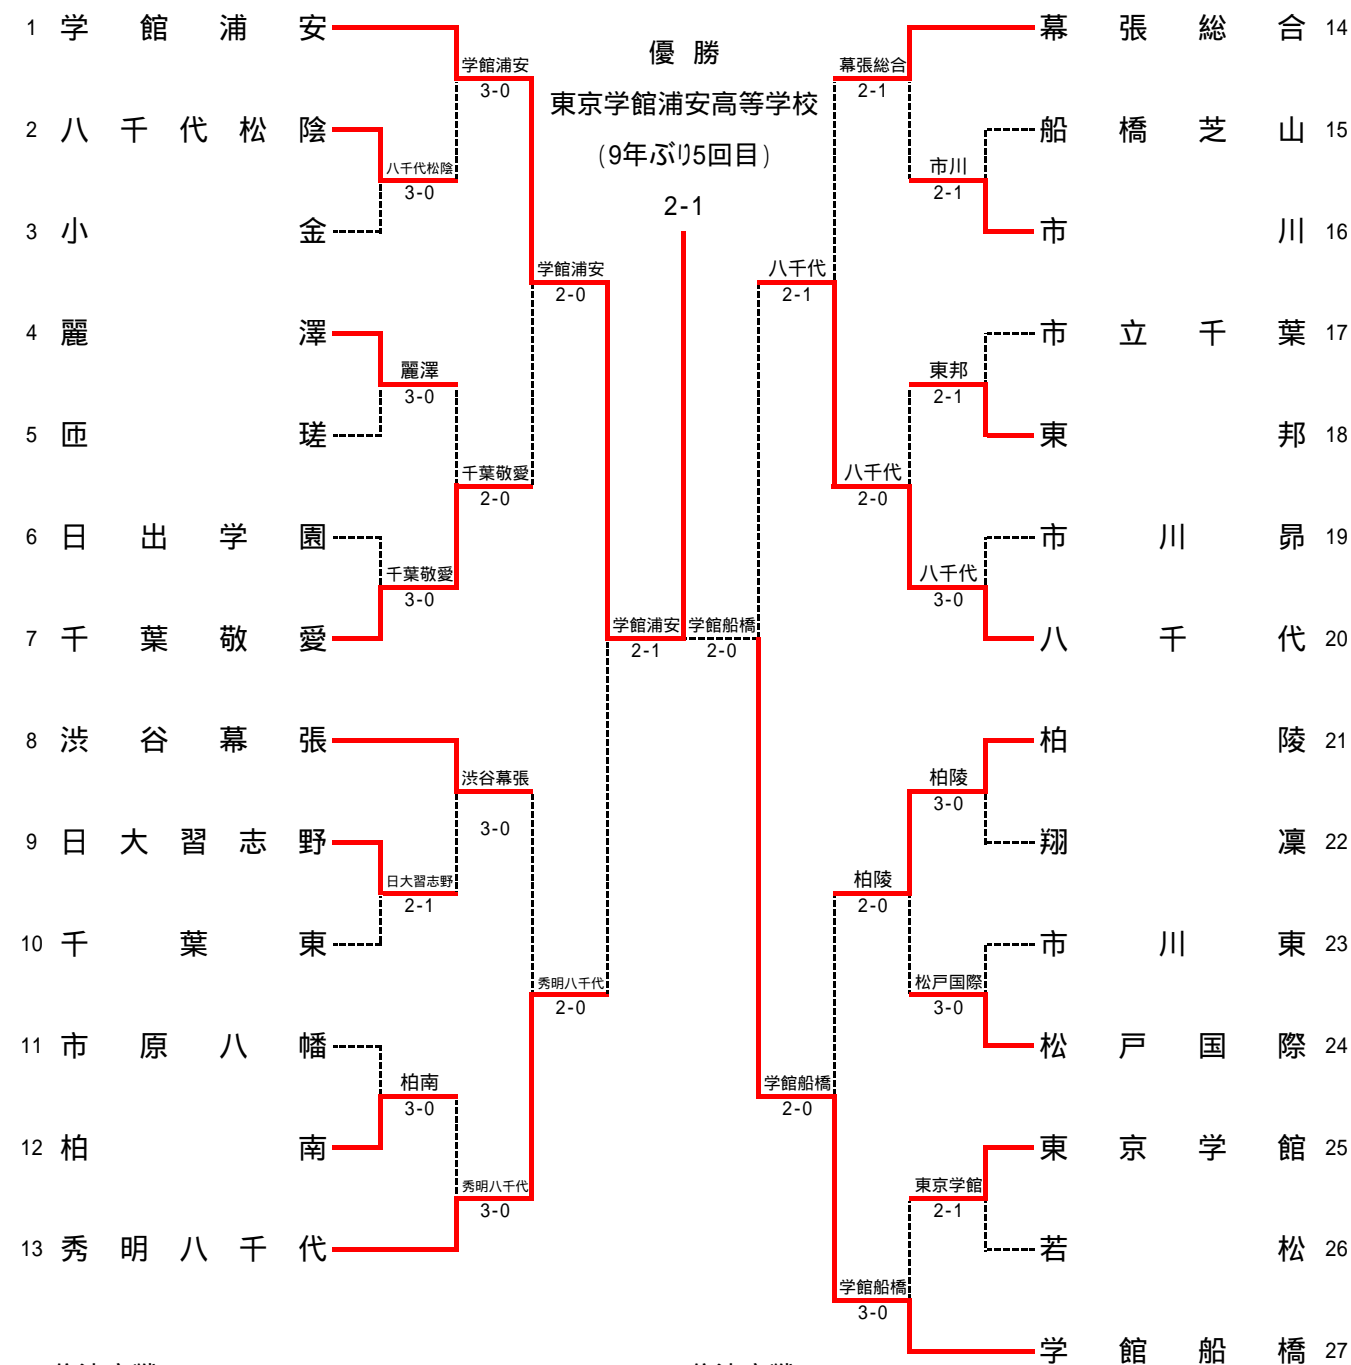 優勝
東京学館浦安高等学校
(9年ぶり5回目)
2-1
1 学館浦安
2 八千代松陰
3 小金
4 麗澤
5 匝瑳
6 日出学園
7 千葉敬愛
8 渋谷幕張
9 日大習志野
10 千葉東
11 市原八幡
12 柏南
13 秀明八千代
八千代松陰
3-0
麗澤
3-0
千葉敬愛
3-0
日大習志野
2-1
柏南
3-0
学館浦安
3-0
千葉敬愛
2-0
渋谷幕張
3-0
秀明八千代
3-0
学館浦安
2-0
秀明八千代
2-0
学館浦安
2-1
学館船橋
2-0
八千代
2-1
学館船橋
2-0
幕張総合
2-1
八千代
2-0
柏陵
2-0
学館船橋
3-0
市川
2-1
東邦
2-1
八千代
3-0
柏陵
3-0
松戸国際
3-0
東京学館
2-1
幕張総合 14
船橋芝山 15
市川 16
市立千葉 17
東邦 18
市川昴 19
八千代 20
柏陵 21
翔凜 22
市川東 23
松戸国際 24
東京学館 25
若松 26
学館船橋 27